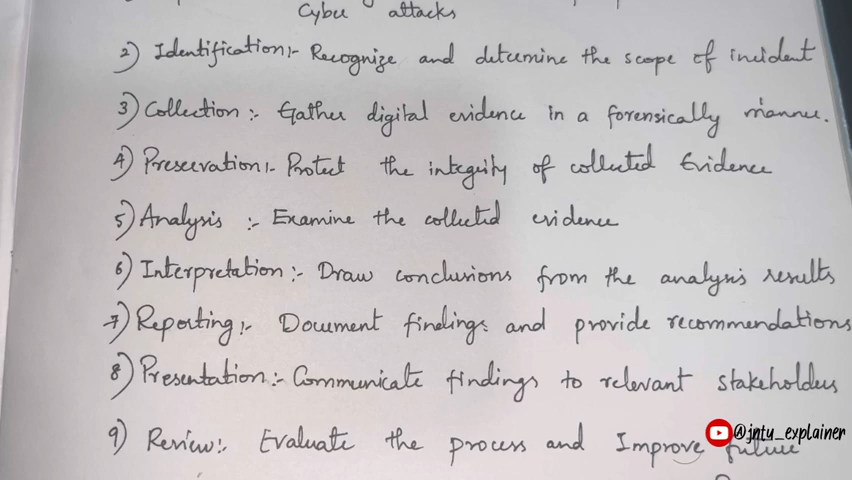 Cyber attacks
2) Identification:- Recognize and determine the scope of incident
3) Collection :- Gather digital evidence in a forensically manner.
4) Preservation:- Protect the integrity of collected Evidence
5) Analysis :- Examine the collected evidence
6) Interpretation:- Draw conclusions from the analysis results
7) Reporting:- Document findings and provide recommendations
8) Presentation:- Communicate findings to relevant stakeholders
9) Review:- Evaluate the process and Improve future
@jntu_explainer